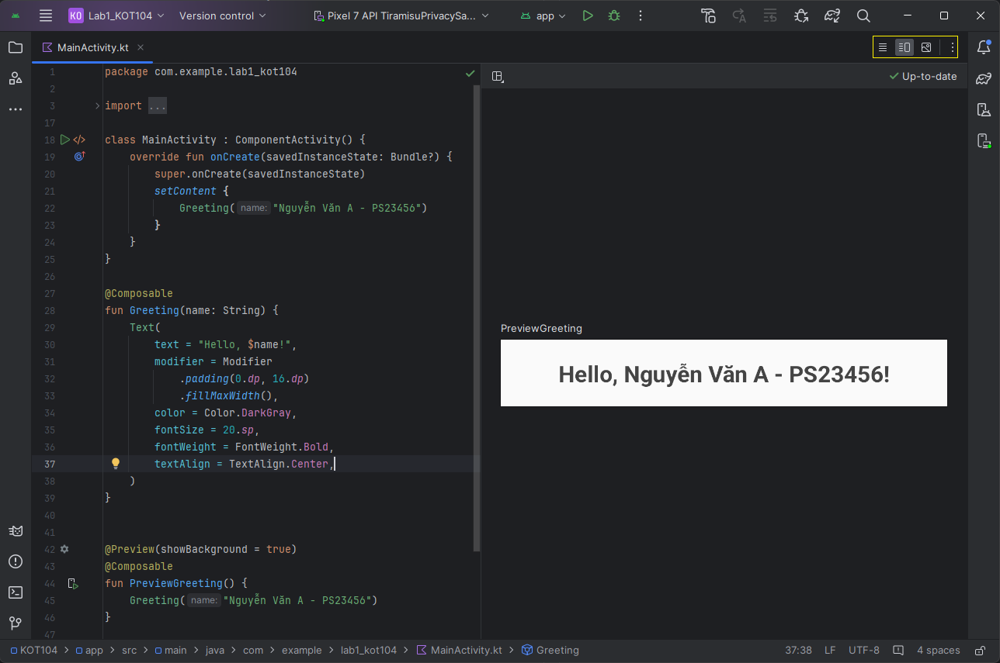 KO Lab1_KOT104 Version control Pixel 7 API TiramisuPrivacySa... app
MainActivity.kt
1 package com.example.lab1_kot104
2
3 import ...
17
18 class MainActivity : ComponentActivity() {
19 override fun onCreate(savedInstanceState: Bundle?) {
20 super.onCreate(savedInstanceState)
21 setContent {
22 Greeting( name: "Nguyễn Văn A - PS23456")
23 }
24 }
25 }
26
27 @Composable
28 fun Greeting(name: String) {
29 Text(
30 text = "Hello, $name!",
31 modifier = Modifier
32 .padding(0.dp, 16.dp)
33 .fillMaxWidth(),
34 color = Color.DarkGray,
35 fontSize = 20.sp,
36 fontWeight = FontWeight.Bold,
37 textAlign = TextAlign.Center,
38 )
39 }
40
41
42 @Preview(showBackground = true)
43 @Composable
44 fun PreviewGreeting() {
45 Greeting( name: "Nguyễn Văn A - PS23456")
46 }
47
Up-to-date
PreviewGreeting
Hello, Nguyễn Văn A - PS23456!
KOT104 > app > src > main > java > com > example > lab1_kot104 > MainActivity.kt > Greeting 37:38 LF UTF-8 4 spaces